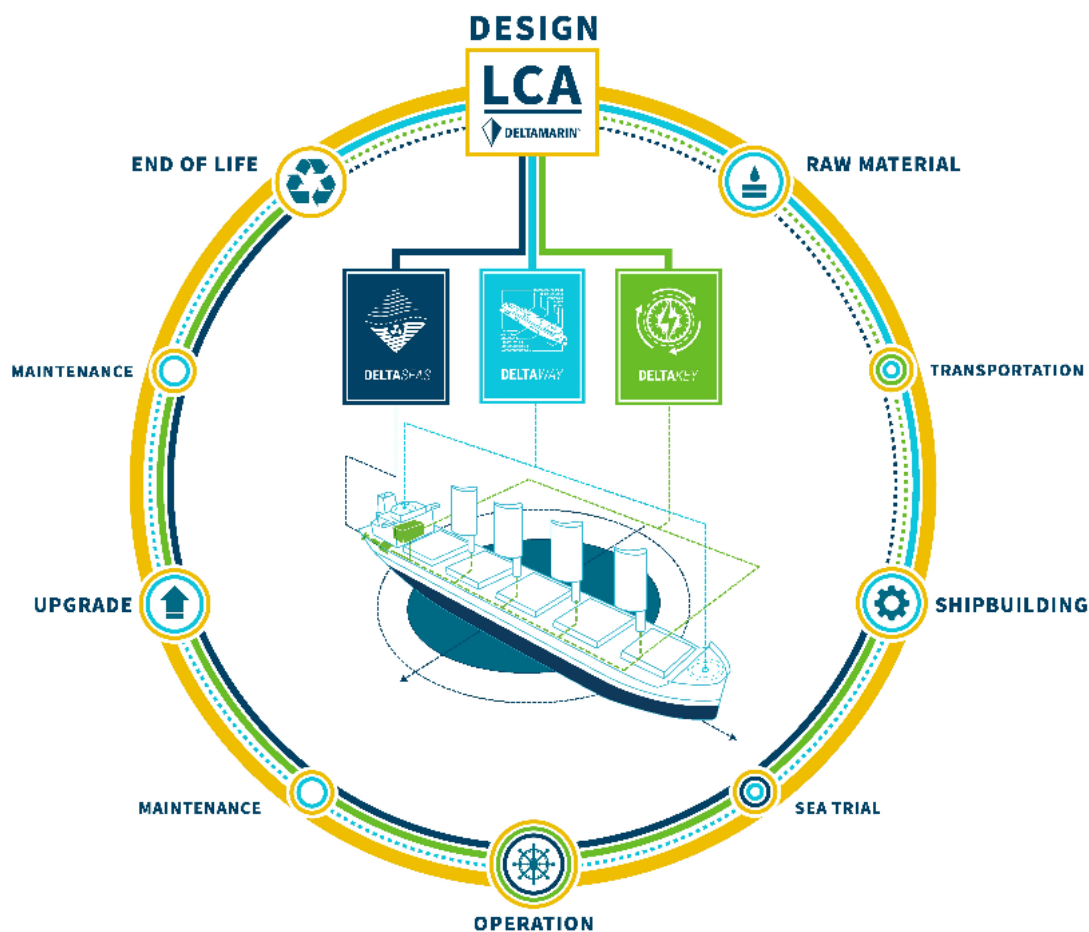 DESIGN
LCA
DELTAMARIN
END OF LIFE
RAW MATERIAL
DELTASEAS
DELTAWAY
DELTAKEY
MAINTENANCE
TRANSPORTATION
UPGRADE
SHIPBUILDING
MAINTENANCE
SEA TRIAL
OPERATION